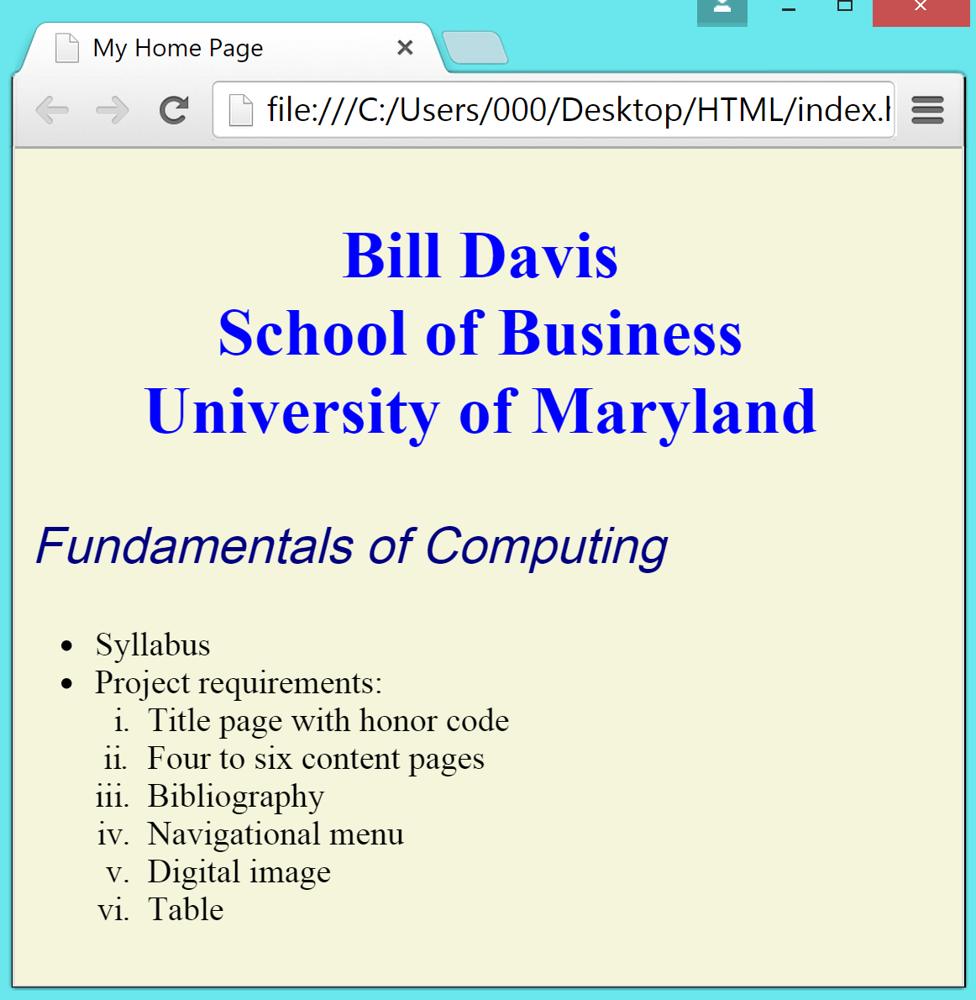 My Home Page
file:///C:/Users/000/Desktop/HTML/index.h
Bill Davis
School of Business
University of Maryland
Fundamentals of Computing
• Syllabus
• Project requirements:
i. Title page with honor code
ii. Four to six content pages
iii. Bibliography
iv. Navigational menu
v. Digital image
vi. Table